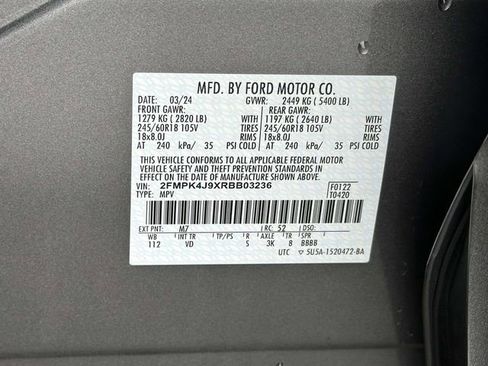 MFD. BY FORD MOTOR CO.
DATE: 03/24 GVWR: 2449 KG ( 5400 LB)
FRONT GAWR: REAR GAWR:
1279 KG ( 2820 LB) WITH 1197 KG ( 2640 LB) WITH
245/60R18 105V TIRES 245/60R18 105V TIRES
18x8.0J RIMS 18x8.0J RIMS
AT 240 kPa/ 35 PSI COLD AT 240 kPa/ 35 PSI COLD
THIS VEHICLE CONFORMS TO ALL APPLICABLE FEDERAL MOTOR
VEHICLE SAFETY AND THEFT PREVENTION STANDARDS IN EFFECT
ON THE DATE OF MANUFACTURE SHOWN ABOVE.
VIN: 2FMPK4J9XRBB03236 F0122
TYPE: MPV T0420
EXT PNT: M7 RC: 52 DSO:
WB INT TR TP/PS R AXLE TR SPR
112 VD S 3K 8 BBBB
UTC ▽ 5U5A-1520472-BA